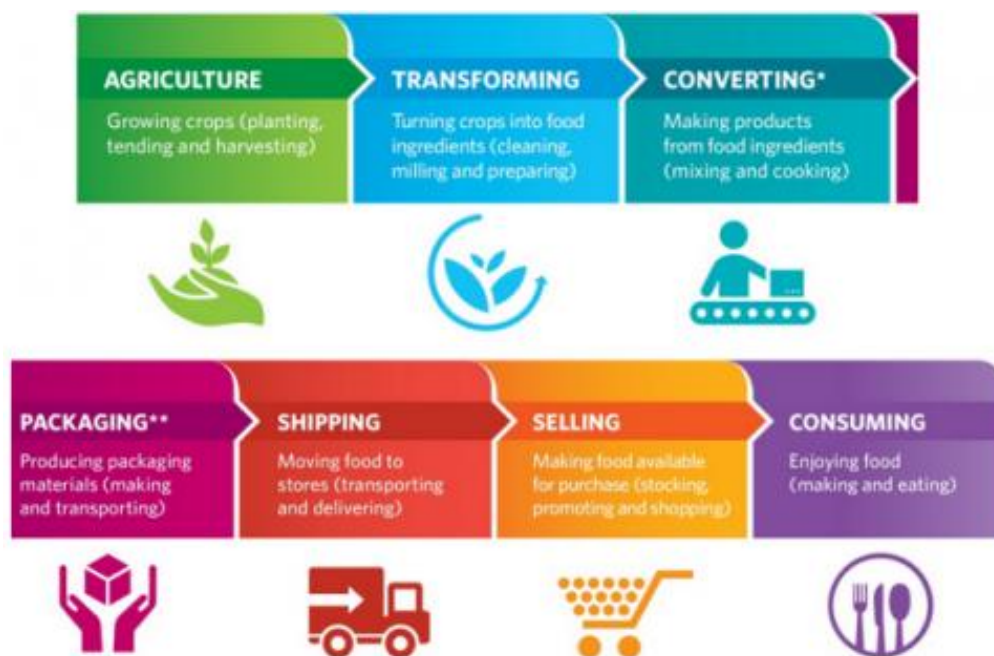 AGRICULTURE
Growing crops (planting,
tending and harvesting)
TRANSFORMING
Turning crops into food
ingredients (cleaning,
milling and preparing)
CONVERTING*
Making products
from food ingredients
(mixing and cooking)
PACKAGING**
Producing packaging
materials (making
and transporting)
SHIPPING
Moving food to
stores (transporting
and delivering)
SELLING
Making food available
for purchase (stocking,
promoting and shopping)
CONSUMING
Enjoying food
(making and eating)